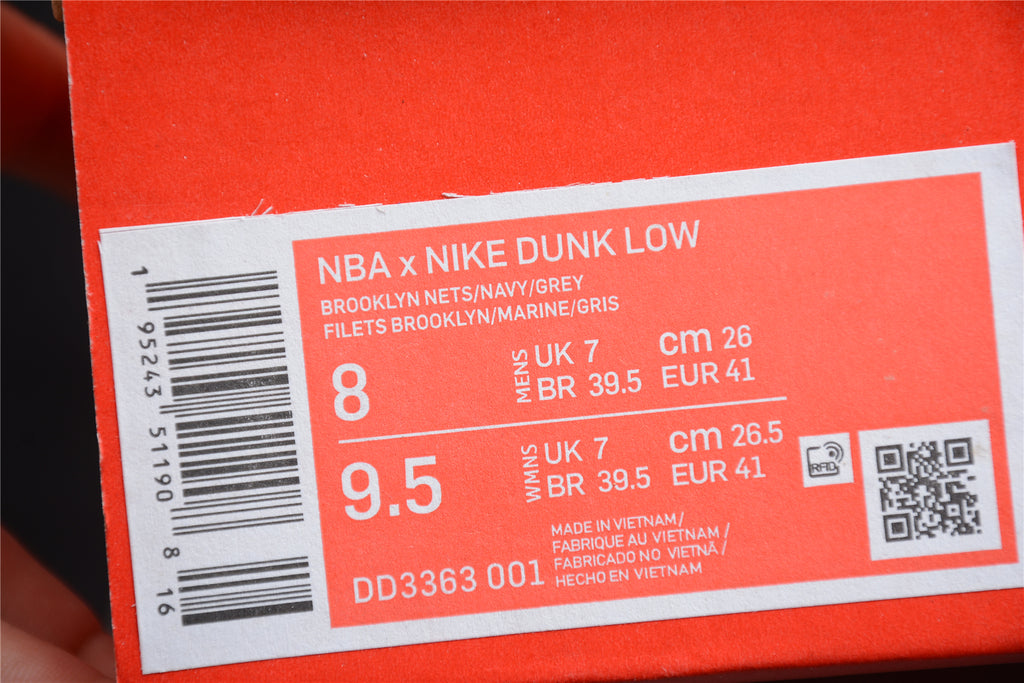 NBA x NIKE DUNK LOW
BROOKLYN NETS/NAVY/GREY
FILETS BROOKLYN/MARINE/GRIS
8
MENS
UK 7
cm 26
BR 39.5
EUR 41
9.5
WMNS
UK 7
cm 26.5
BR 39.5
EUR 41
RFID
MADE IN VIETNAM/
FABRIQUE AU VIETNAM /
FABRICADO NO VIETNÃ /
HECHO EN VIETNAM
DD3363 001
1 95243 51190 8 16